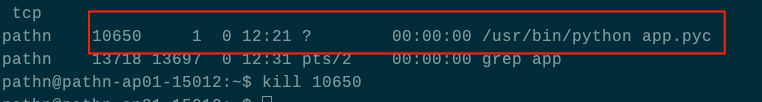 tcp
pathn    10650     1  0 12:21 ?        00:00:00 /usr/bin/python app.pyc
pathn    13718 13697  0 12:31 pts/2    00:00:00 grep app
pathn@pathn-ap01-15012:~$ kill 10650